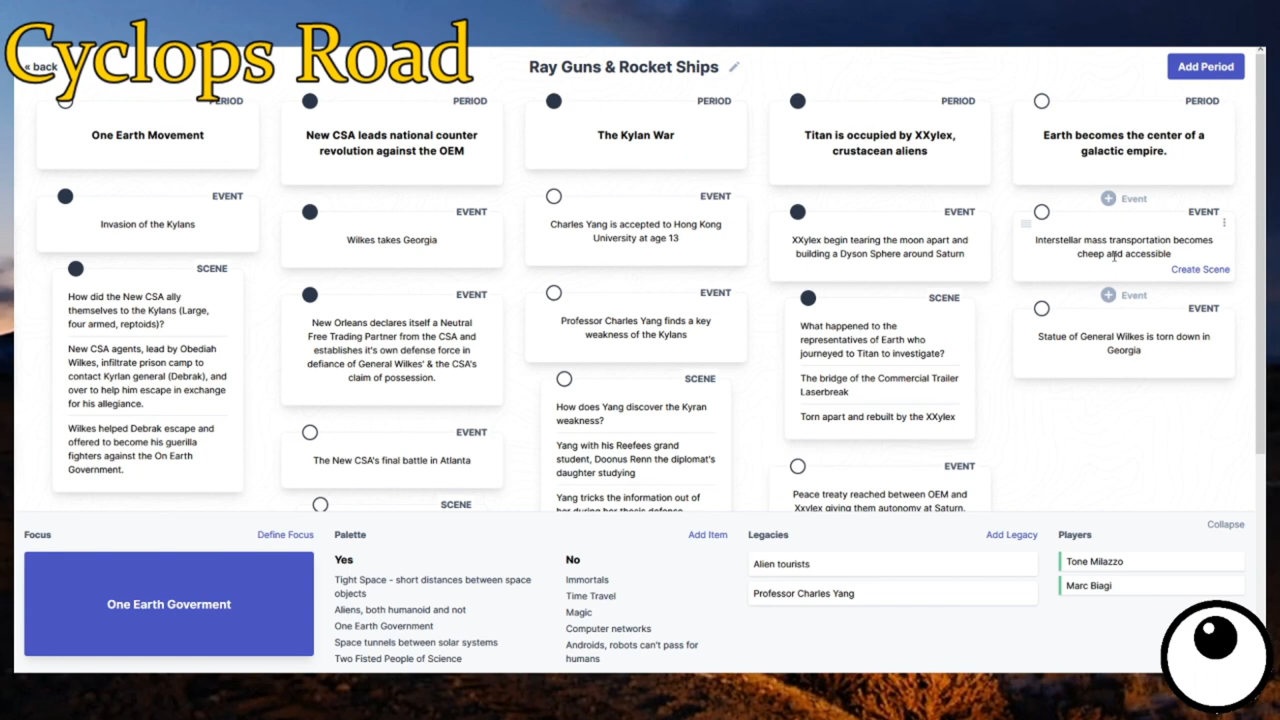 Cyclops Road
« back
Ray Guns & Rocket Ships
Add Period
PERIOD
One Earth Movement
EVENT
Invasion of the Kylans
SCENE
How did the New CSA ally
themselves to the Kylans (Large,
four armed, reptoids)?
New CSA agents, lead by Obediah
Wilkes, infiltrate prison camp to
contact Kyrlan general (Debrak), and
over to help him escape in exchange
for his allegiance.
Wilkes helped Debrak escape and
offered to become his guerilla
fighters against the On Earth
Government.
PERIOD
New CSA leads national counter
revolution against the OEM
EVENT
Wilkes takes Georgia
EVENT
New Orleans declares itself a Neutral
Free Trading Partner from the CSA and
establishes it's own defense force in
defiance of General Wilkes' & the CSA's
claim of possession.
EVENT
The New CSA's final battle in Atlanta
SCENE
PERIOD
The Kylan War
EVENT
Charles Yang is accepted to Hong Kong
University at age 13
EVENT
Professor Charles Yang finds a key
weakness of the Kylans
SCENE
How does Yang discover the Kyran
weakness?
Yang with his Reefees grand
student, Doonus Renn the diplomat's
daughter studying
Yang tricks the information out of
her during her thesis defense
PERIOD
Titan is occupied by XXylex,
crustacean aliens
EVENT
XXylex begin tearing the moon apart and
building a Dyson Sphere around Saturn
SCENE
What happened to the
representatives of Earth who
journeyed to Titan to investigate?
The bridge of the Commercial Trailer
Laserbreak
Torn apart and rebuilt by the XXylex
EVENT
Peace treaty reached between OEM and
Xxylex giving them autonomy at Saturn.
PERIOD
Earth becomes the center of a
galactic empire.
Event
EVENT
Interstellar mass transportation becomes
cheap and accessible
Create Scene
Event
EVENT
Statue of General Wilkes is torn down in
Georgia
Collapse
Focus
Define Focus
One Earth Goverment
Palette
Add Item
Yes
Tight Space - short distances between space
objects
Aliens, both humanoid and not
One Earth Government
Space tunnels between solar systems
Two Fisted People of Science
No
Immortals
Time Travel
Magic
Computer networks
Androids, robots can't pass for
humans
Legacies
Add Legacy
Alien tourists
Professor Charles Yang
Players
Tone Milazzo
Marc Biagi